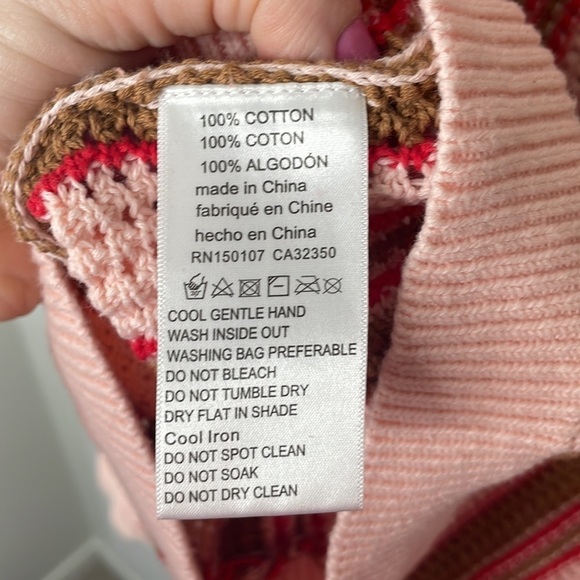 100% COTTON
100% COTON
100% ALGODÓN
made in China
fabriqué en Chine
hecho en China
RN150107 CA32350
COOL GENTLE HAND
WASH INSIDE OUT
WASHING BAG PREFERABLE
DO NOT BLEACH
DO NOT TUMBLE DRY
DRY FLAT IN SHADE
Cool Iron
DO NOT SPOT CLEAN
DO NOT SOAK
DO NOT DRY CLEAN